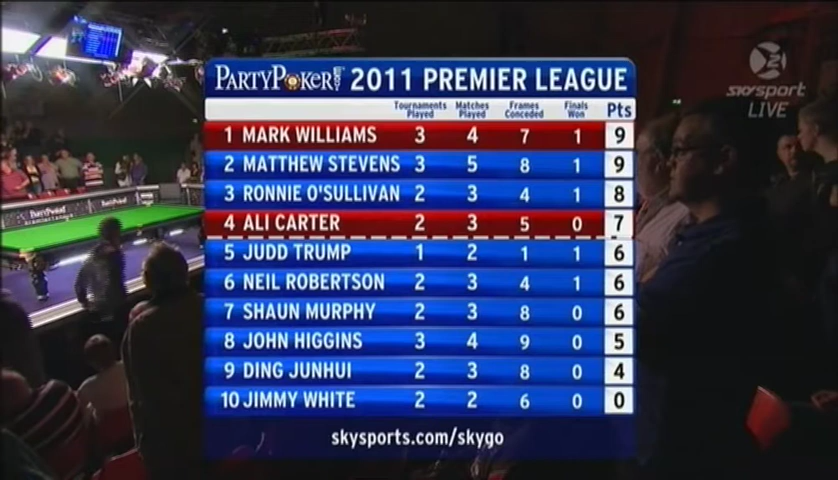 PARTYPOKER.COM 2011 PREMIER LEAGUE
Tournaments Played Matches Played Frames Conceded Finals Won Pts
1 MARK WILLIAMS 3 4 7 1 9
2 MATTHEW STEVENS 3 5 8 1 9
3 RONNIE O'SULLIVAN 2 3 4 1 8
4 ALI CARTER 2 3 5 0 7
5 JUDD TRUMP 1 2 1 1 6
6 NEIL ROBERTSON 2 3 4 1 6
7 SHAUN MURPHY 2 3 8 0 6
8 JOHN HIGGINS 3 4 9 0 5
9 DING JUNHUI 2 3 8 0 4
10 JIMMY WHITE 2 2 6 0 0
skysports.com/skygo
2
skysport
LIVE
PARTYPOKER